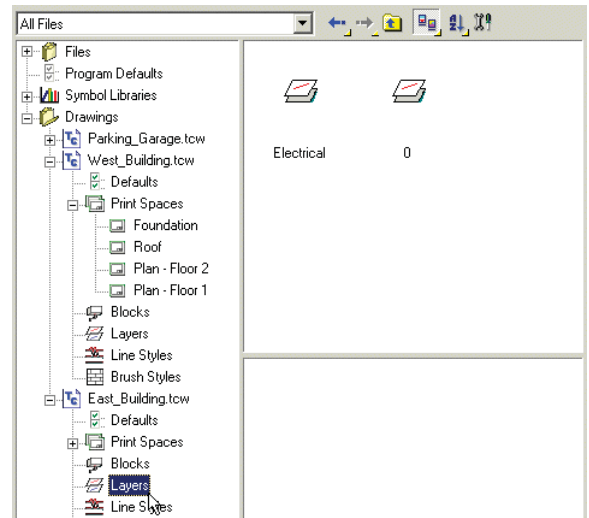 All Files
Files
Program Defaults
Symbol Libraries
Drawings
Parking_Garage.tcw
West_Building.tcw
Defaults
Print Spaces
Foundation
Roof
Plan - Floor 2
Plan - Floor 1
Blocks
Layers
Line Styles
Brush Styles
East_Building.tcw
Defaults
Print Spaces
Blocks
Layers
Line Styles
Electrical 0